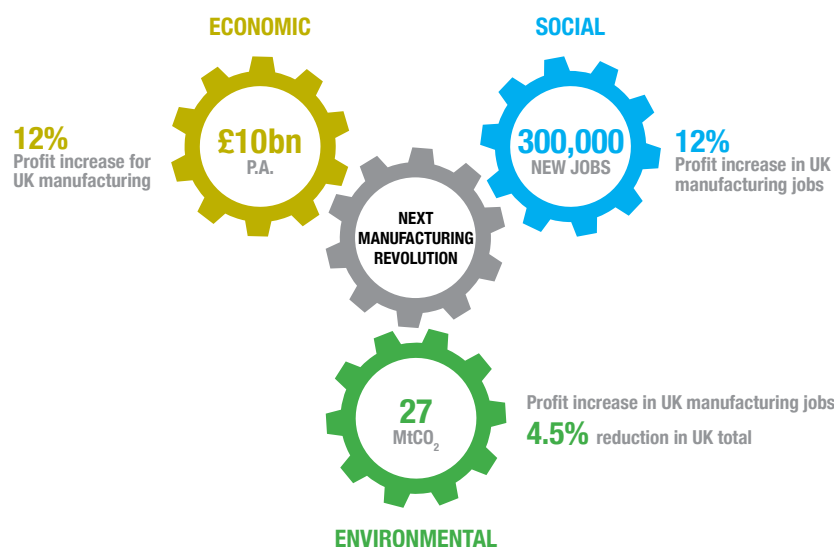 ECONOMIC
12%
Profit increase for
UK manufacturing
£10bn
P.A.
SOCIAL
300,000
NEW JOBS
12%
Profit increase in UK
manufacturing jobs
NEXT
MANUFACTURING
REVOLUTION
27
MtCO₂
Profit increase in UK manufacturing jobs
4.5% reduction in UK total
ENVIRONMENTAL